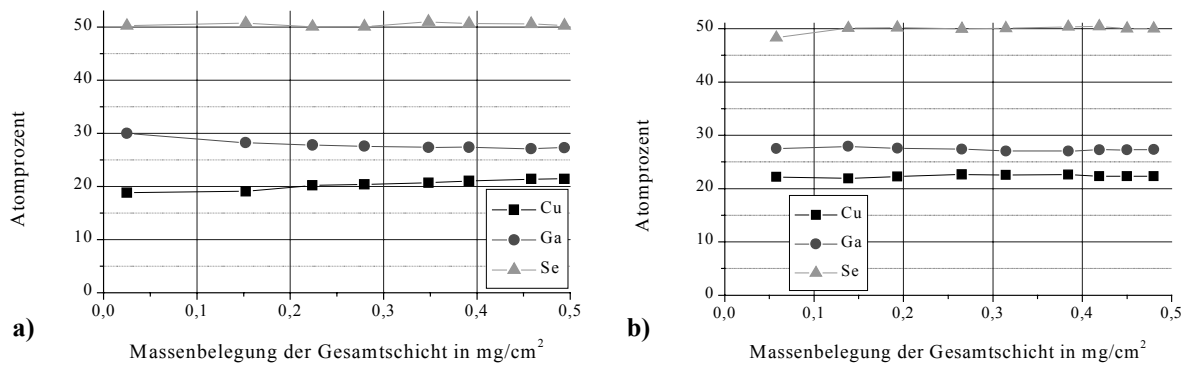 50
40
30
20
10
0
0,0 0,1 0,2 0,3 0,4 0,5
Atomprozent
Cu
Ga
Se
a)
Massenbelegung der Gesamtschicht in mg/cm²
50
40
30
20
10
0
0,0 0,1 0,2 0,3 0,4 0,5
Atomprozent
Cu
Ga
Se
b)
Massenbelegung der Gesamtschicht in mg/cm²